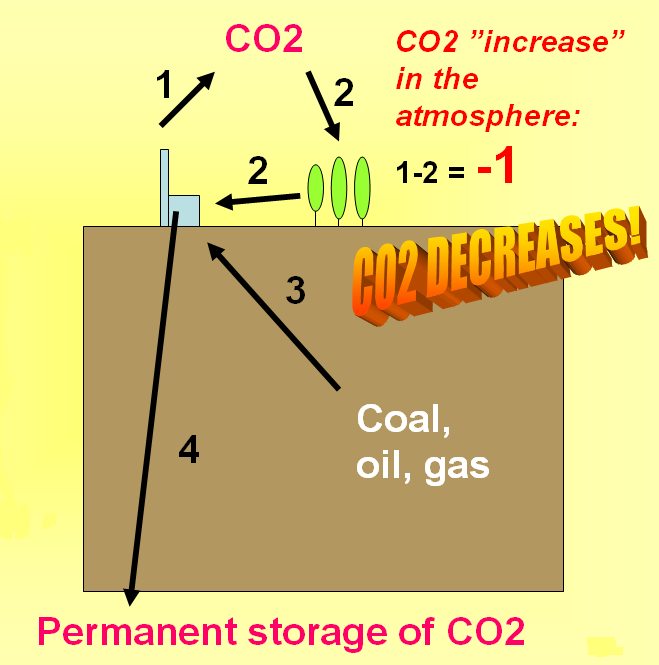 CO2
CO2 ”increase”
in the
atmosphere:
1-2 = -1
1
2
2
CO2 DECREASES!
3
Coal,
oil, gas
4
Permanent storage of CO2